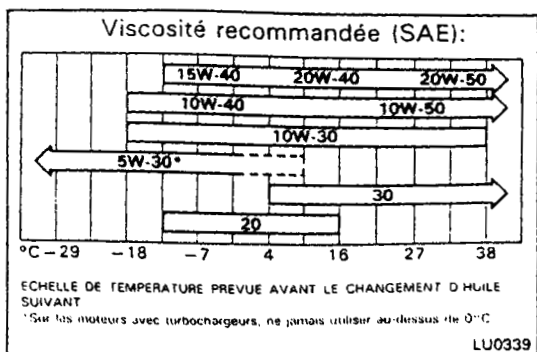 Viscosité recommandée (SAE):
15W-40 20W-40 20W-50
10W-40 10W-50
10W-30
5W-30*
30
20
°C -29 -18 -7 4 16 27 38
ECHELLE DE TEMPERATURE PREVUE AVANT LE CHANGEMENT D HUILE
SUIVANT
*Sur les moteurs avec turbochargeurs, ne jamais utiliser au-dessus de 0°C
LU0339